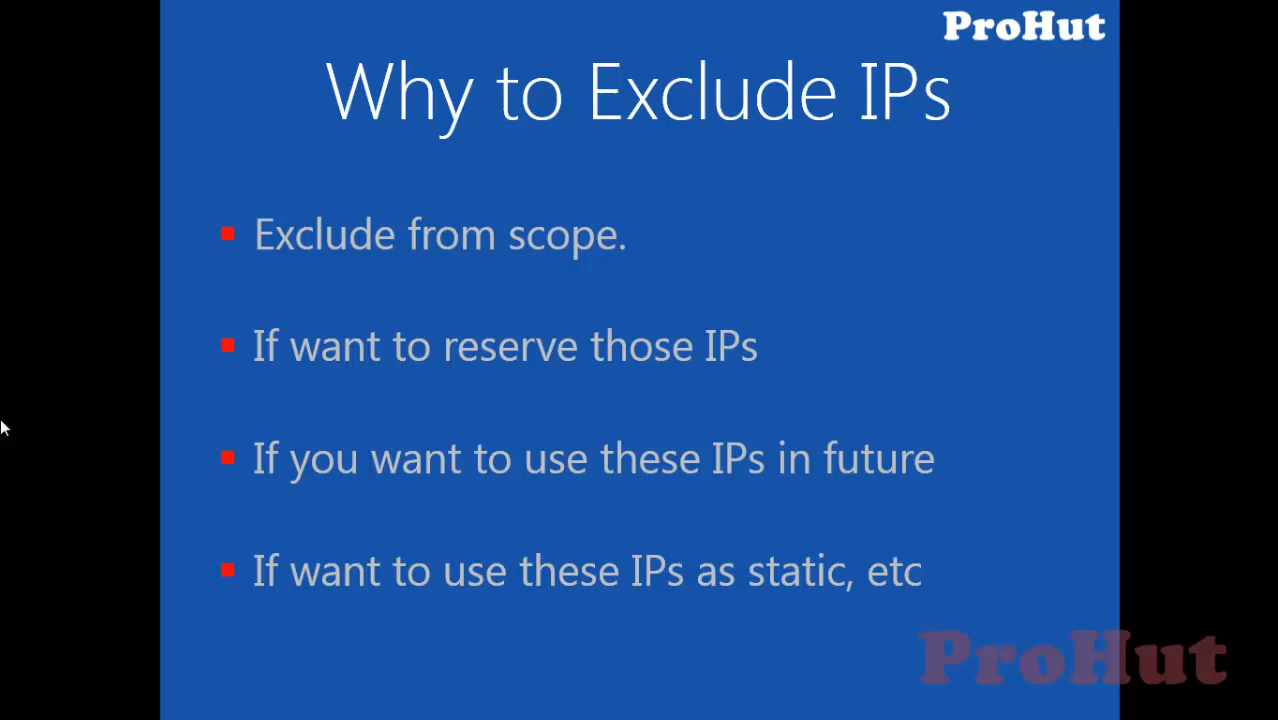 ProHut
Why to Exclude IPs
Exclude from scope.
If want to reserve those IPs
If you want to use these IPs in future
If want to use these IPs as static, etc
ProHut